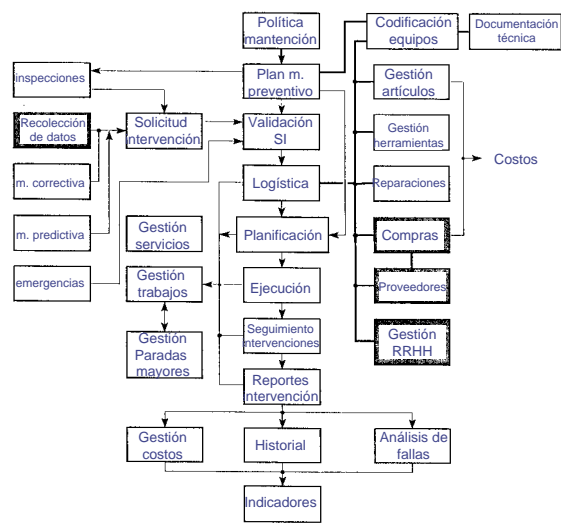 Política
mantención
Codificación
equipos
Documentación
técnica
inspecciones
Plan m.
preventivo
Gestión
artículos
Recolección
de datos
Solicitud
intervención
Validación
SI
Gestión
herramientas
Costos
m. correctiva
Logística
Reparaciones
m. predictiva
Gestión
servicios
Planificación
Compras
emergencias
Gestión
trabajos
Ejecución
Proveedores
Gestión
Paradas
mayores
Seguimiento
intervenciones
Gestión
RRHH
Reportes
intervención
Gestión
costos
Historial
Análisis de
fallas
Indicadores